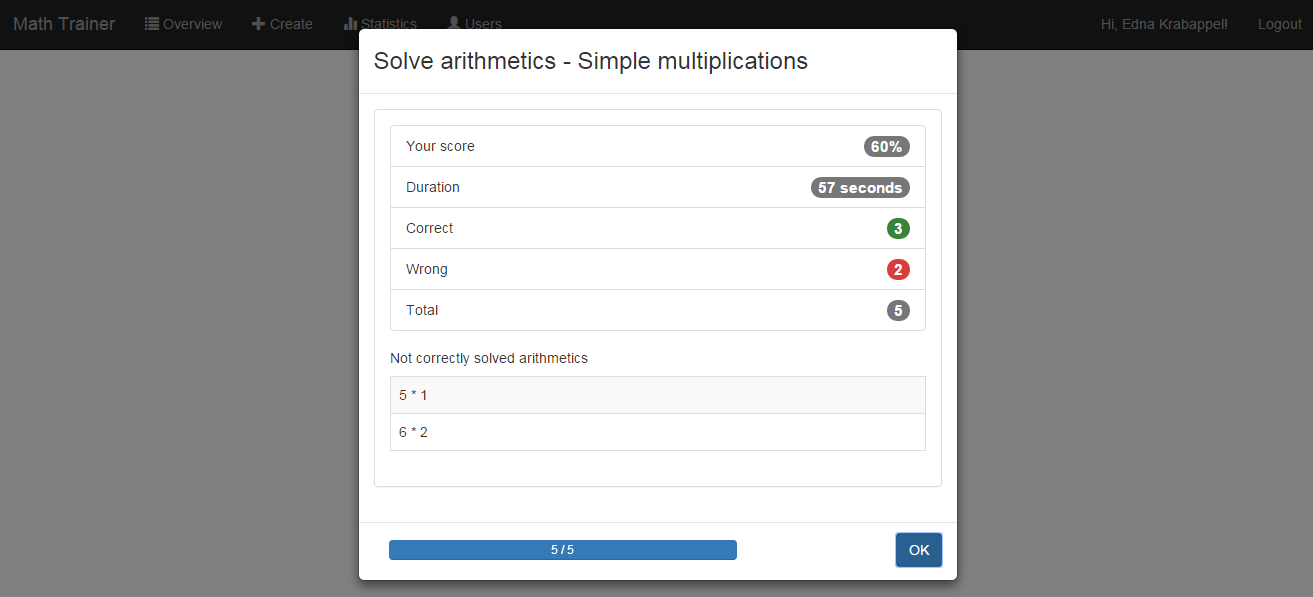 Math Trainer Overview Create Statistics Users Hi, Edna Krabappel! Logout
Solve arithmetics - Simple multiplications
Your score 60%
Duration 57 seconds
Correct 3
Wrong 2
Total 5
Not correctly solved arithmetics
5 * 1
6 * 2
5 / 5 OK